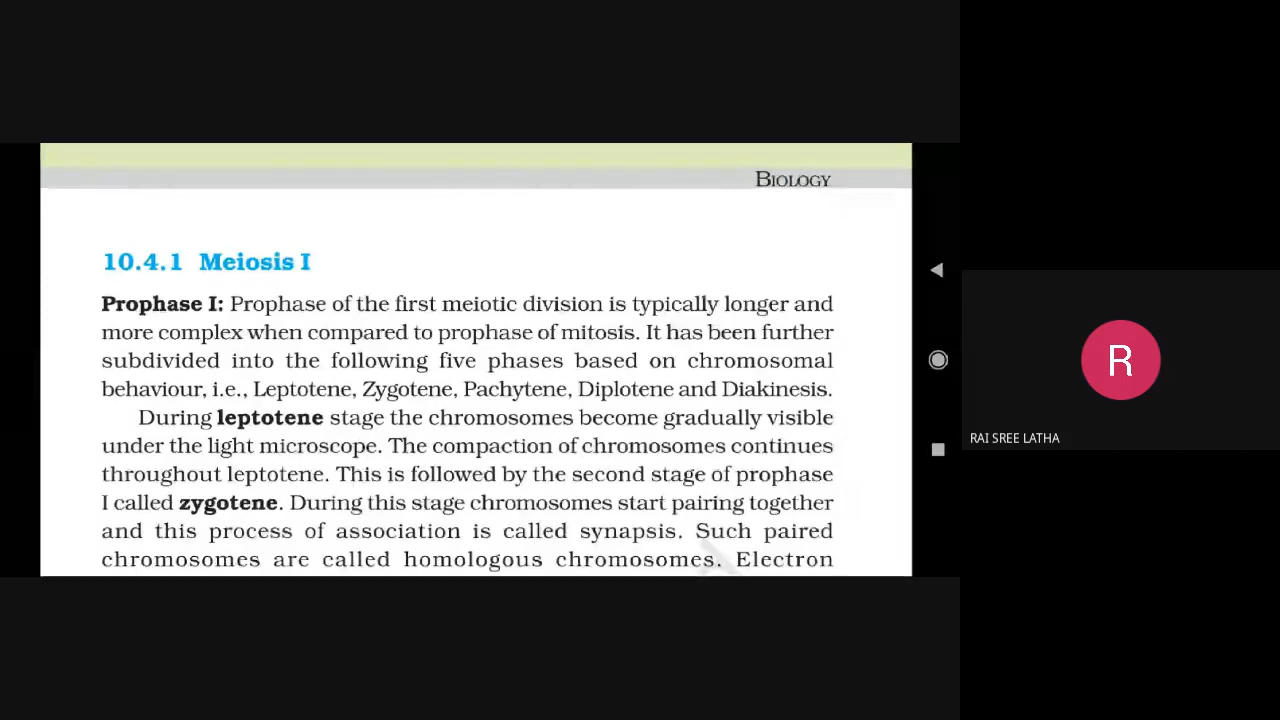 BIOLOGY
10.4.1 Meiosis I
Prophase I: Prophase of the first meiotic division is typically longer and
more complex when compared to prophase of mitosis. It has been further
subdivided into the following five phases based on chromosomal
behaviour, i.e., Leptotene, Zygotene, Pachytene, Diplotene and Diakinesis.
During leptotene stage the chromosomes become gradually visible
under the light microscope. The compaction of chromosomes continues
throughout leptotene. This is followed by the second stage of prophase
I called zygotene. During this stage chromosomes start pairing together
and this process of association is called synapsis. Such paired
chromosomes are called homologous chromosomes. Electron
R
RAI SREE LATHA